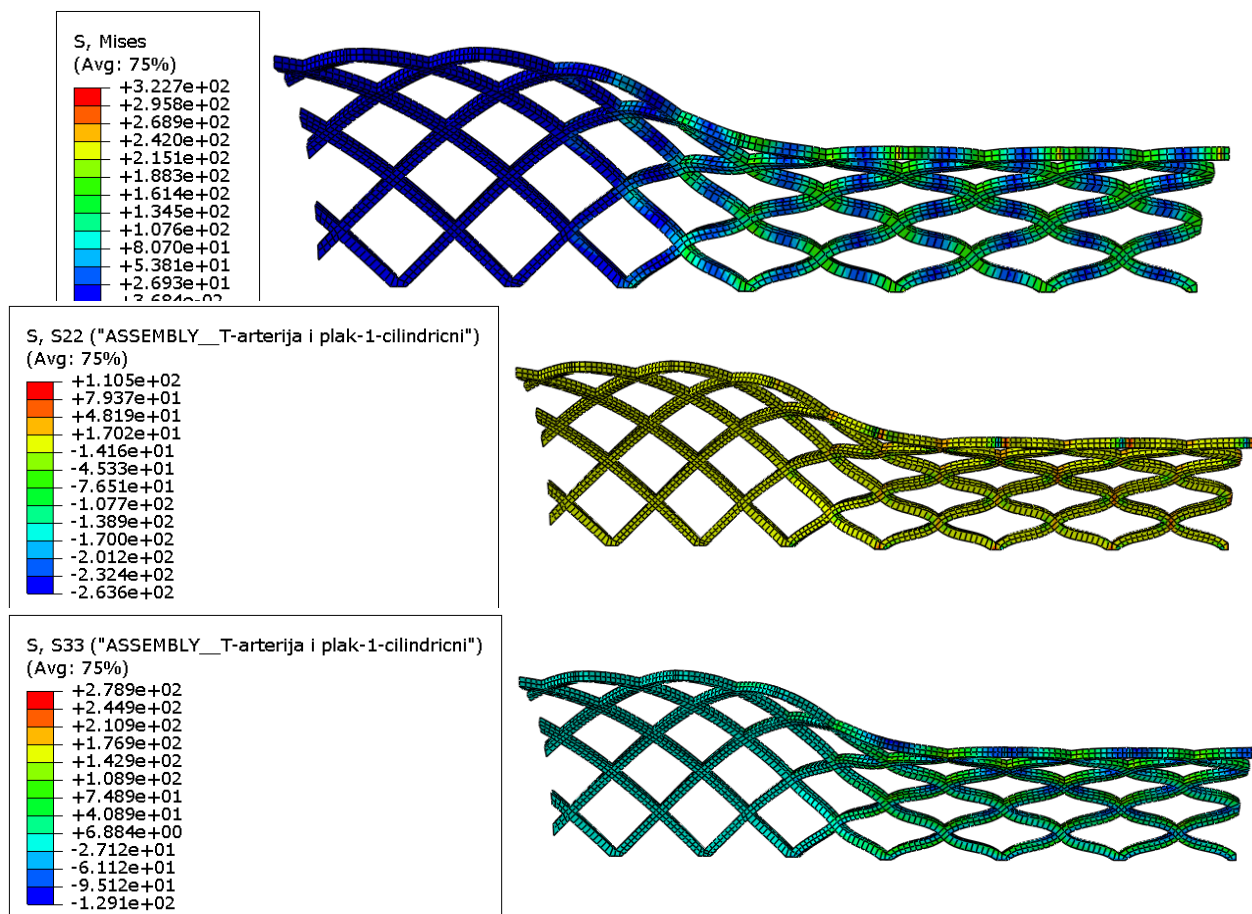 S, Mises
(Avg: 75%)
+3.227e+02
+2.958e+02
+2.689e+02
+2.420e+02
+2.151e+02
+1.883e+02
+1.614e+02
+1.345e+02
+1.076e+02
+8.070e+01
+5.381e+01
+2.693e+01
+3.684e-02
S, S22 ("ASSEMBLY__T-arterija i plak-1-cilindricni")
(Avg: 75%)
+1.105e+02
+7.937e+01
+4.819e+01
+1.702e+01
-1.416e+01
-4.533e+01
-7.651e+01
-1.077e+02
-1.389e+02
-1.700e+02
-2.012e+02
-2.324e+02
-2.636e+02
S, S33 ("ASSEMBLY__T-arterija i plak-1-cilindricni")
(Avg: 75%)
+2.789e+02
+2.449e+02
+2.109e+02
+1.769e+02
+1.429e+02
+1.089e+02
+7.489e+01
+4.089e+01
+6.884e+00
-2.712e+01
-6.112e+01
-9.512e+01
-1.291e+02